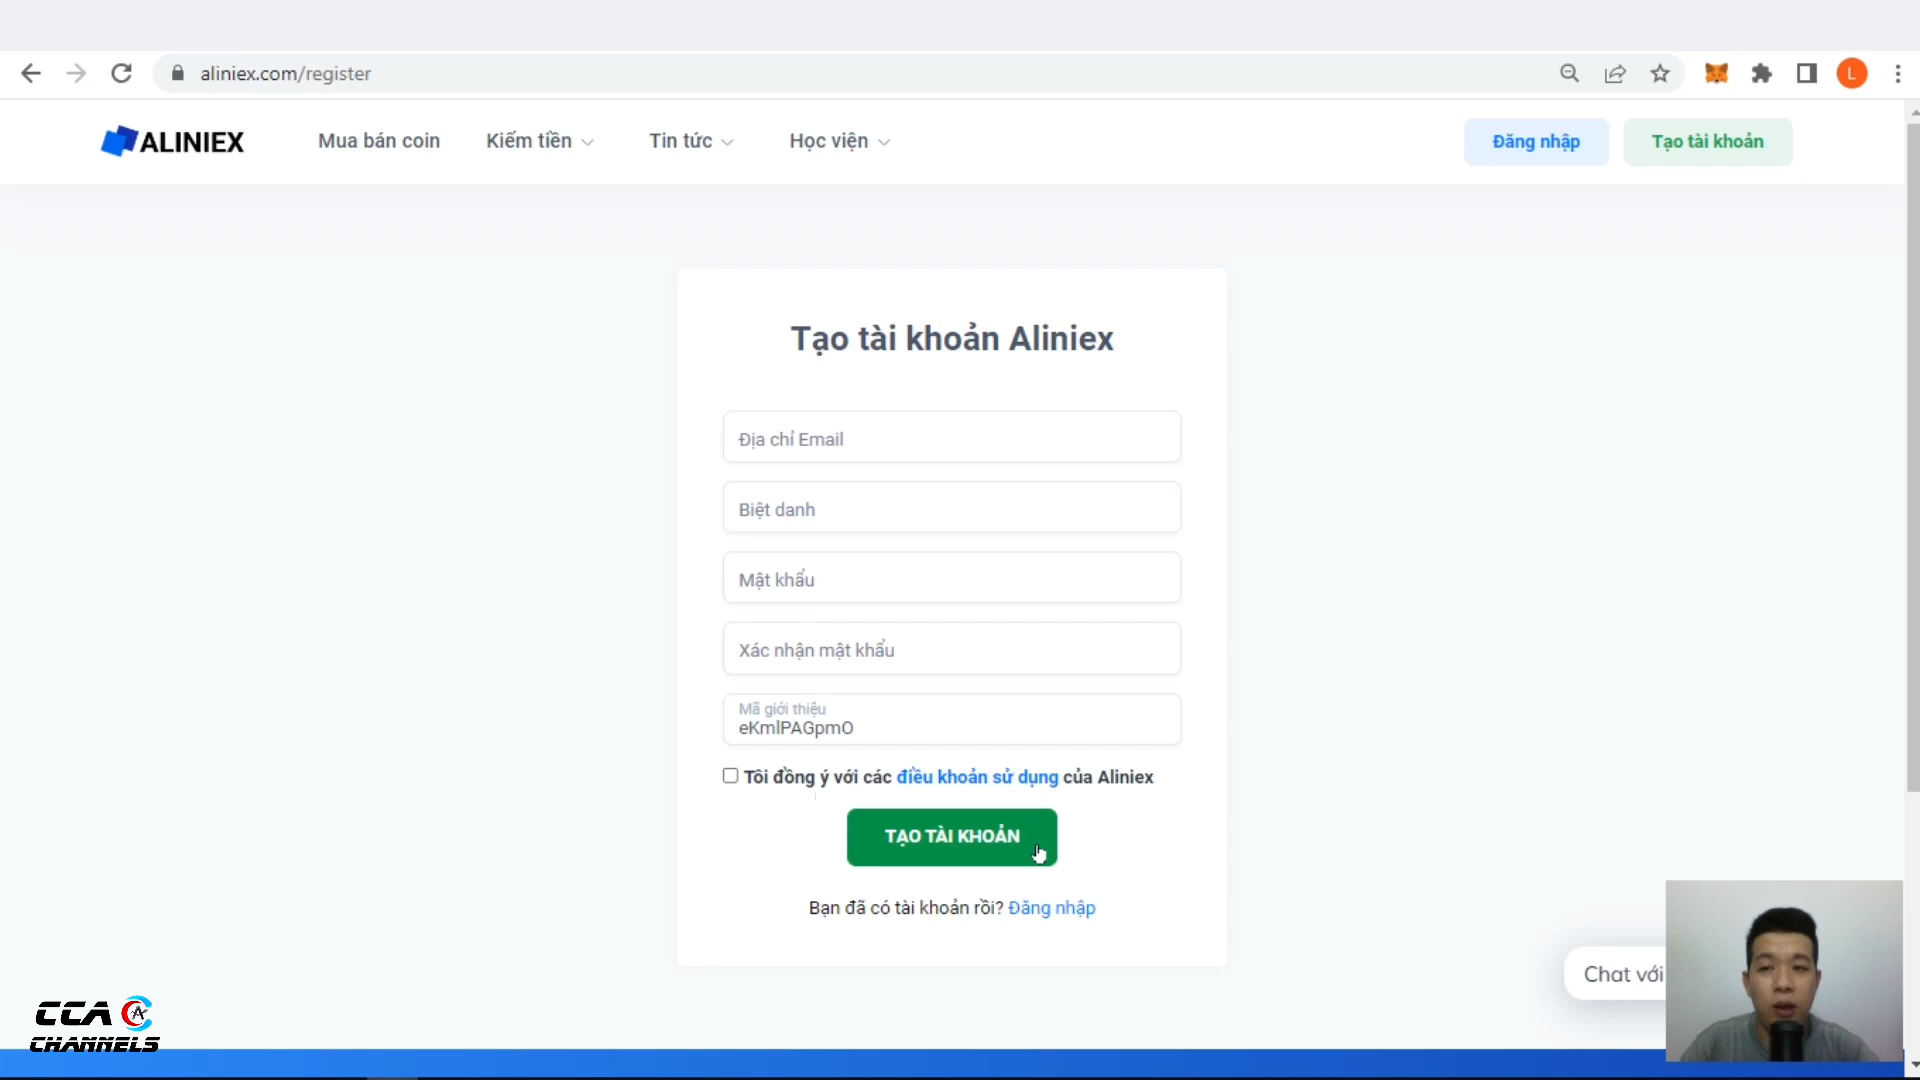 aliniex.com/register
L
ALINIEX
Mua bán coin
Kiếm tiền
Tin tức
Học viện
Đăng nhập
Tạo tài khoản
Tạo tài khoản Aliniex
Địa chỉ Email
Biệt danh
Mật khẩu
Xác nhận mật khẩu
Mã giới thiệu
eKmlPAGpmO
Tôi đồng ý với các điều khoản sử dụng của Aliniex
TẠO TÀI KHOẢN
Bạn đã có tài khoản rồi? Đăng nhập
Chat với
CCA
CHANNELS